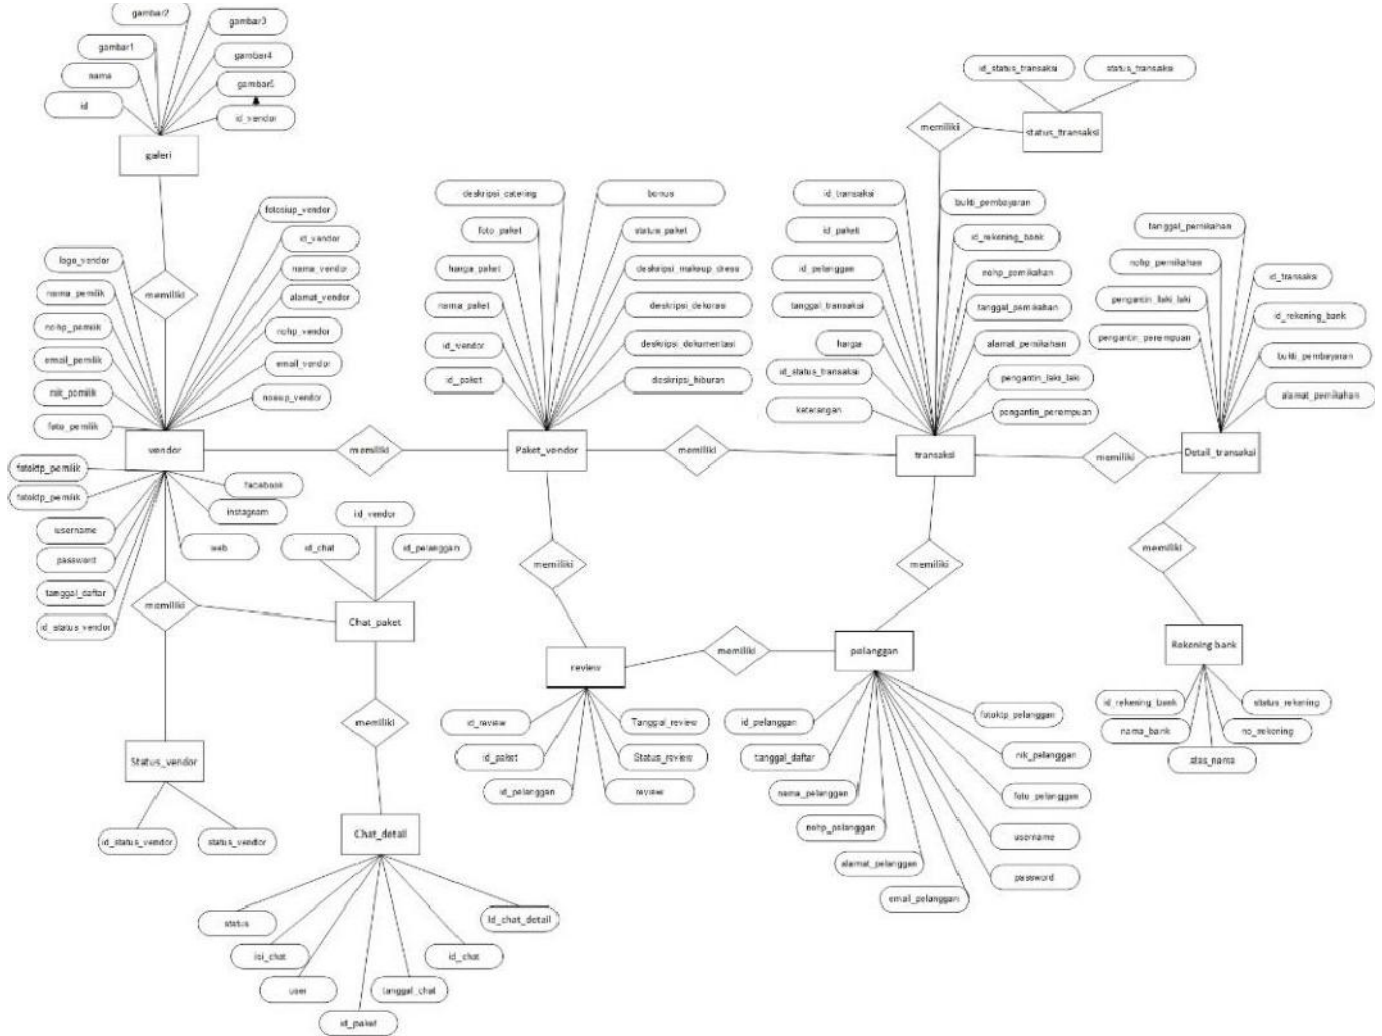 gambar2
gambar3
gambar1
gambar4
nama
gambar5
id
id_vendor
galeri
memiliki
id_status_transaksi
status_transaksi
memiliki
status_transaksi
fotosiup_vendor
logo_vendor
id_vendor
nama_pemilik
nama_vendor
alamat_vendor
nohp_pemilik
nohp_vendor
email_pemilik
email_vendor
nik_pemilik
nosiup_vendor
foto_pemilik
vendor
memiliki
deskripsi_catering
bonus
foto_paket
status_paket
harga_paket
deskripsi_makeup_dress
nama_paket
deskripsi_dekorasi
id_vendor
deskripsi_dokumentasi
id_paket
deskripsi_hiburan
Paket_vendor
memiliki
id_transaksi
bukti_pembayaran
id_paket
id_rekening_bank
id_pelanggan
nohp_pernikahan
tanggal_transaksi
tanggal_pernikahan
harga
alamat_pernikahan
id_status_transaksi
pengantin_laki_laki
keterangan
pengantin_perempuan
transaksi
memiliki
tanggal_pernikahan
nohp_pernikahan
id_transaksi
pengantin_laki_laki
id_rekening_bank
pengantin_perempuan
bukti_pembayaran
alamat_pernikahan
Detail_transaksi
fotoktp_pemilik
facebook
fotoktp_pemilik
instagram
username
web
password
tanggal_daftar
id_status_vendor
memiliki
id_vendor
id_chat
id_pelanggan
Chat_paket
memiliki
memiliki
memiliki
memiliki
review
memiliki
pelanggan
Rekening bank
id_review
Tanggal_review
id_paket
Status_review
id_pelanggan
review
id_pelanggan
fotoktp_pelanggan
tanggal_daftar
nik_pelanggan
nama_pelanggan
foto_pelanggan
nohp_pelanggan
username
alamat_pelanggan
password
email_pelanggan
id_rekening_bank
status_rekening
nama_bank
no_rekening
atas_nama
Status_vendor
id_status_vendor
status_vendor
Chat_detail
status
Id_chat_detail
isi_chat
id_chat
user
tanggal_chat
id_paket